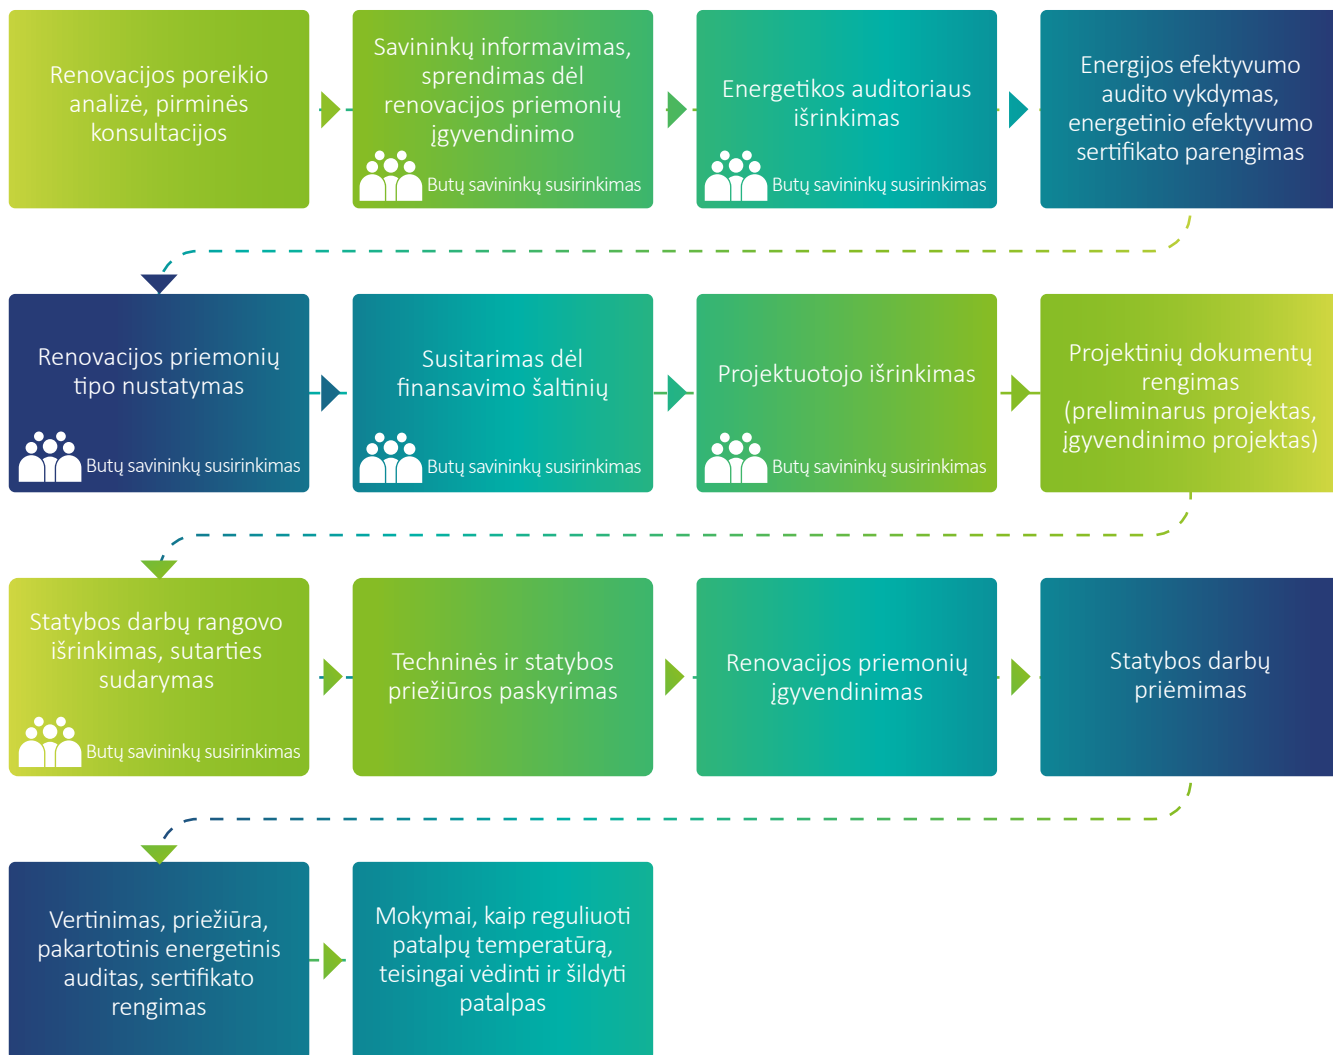 Renovacijos poreikio
analizė, pirminės
konsultacijos
Savininkų informavimas,
sprendimas dėl
renovacijos priemonių
įgyvendinimo
Butų savininkų susirinkimas
Energetikos auditoriaus
išrinkimas
Butų savininkų susirinkimas
Energijos efektyvumo
audito vykdymas,
energetinio efektyvumo
sertifikato parengimas
Renovacijos priemonių
tipo nustatymas
Butų savininkų susirinkimas
Susitarimas dėl
finansavimo šaltinių
Butų savininkų susirinkimas
Projektuotojo išrinkimas
Butų savininkų susirinkimas
Projektinių dokumentų
rengimas
(preliminarus projektas,
įgyvendinimo projektas)
Statybos darbų rangovo
išrinkimas, sutarties
sudarymas
Butų savininkų susirinkimas
Techninės ir statybos
priežiūros paskyrimas
Renovacijos priemonių
įgyvendinimas
Statybos darbų
priėmimas
Vertinimas, priežiūra,
pakartotinis energetinis
auditas, sertifikato
rengimas
Mokymai, kaip reguliuoti
patalpų temperatūrą,
teisingai vėdinti ir šildyti
patalpas